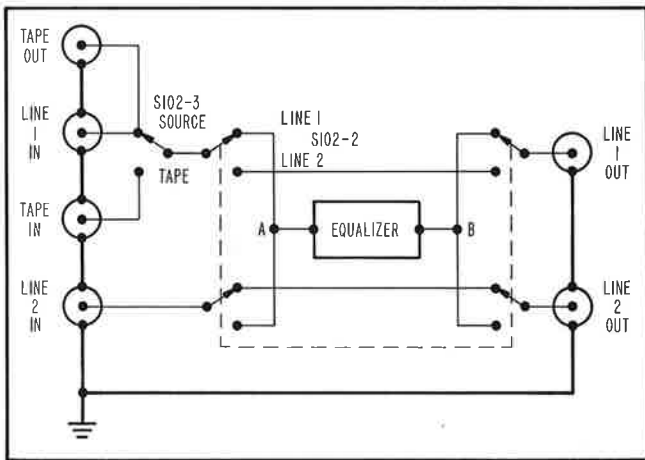 TAPE
OUT
LINE
1
IN
TAPE
IN
LINE
2
IN
S102-3
SOURCE
TAPE
LINE 1
S102-2
LINE 2
A
EQUALIZER
B
LINE
1
OUT
LINE
2
OUT